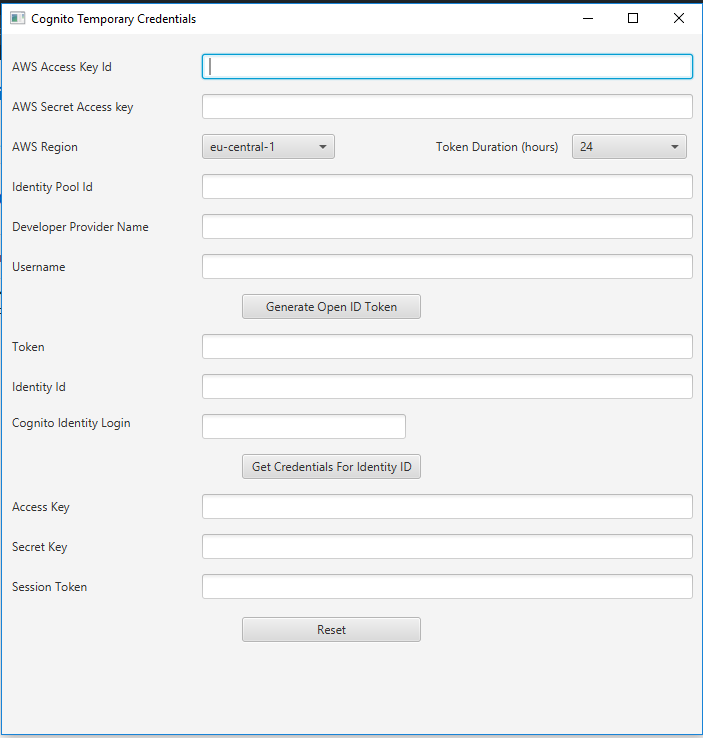 Cognito Temporary Credentials
AWS Access Key Id
AWS Secret Access key
AWS Region eu-central-1 Token Duration (hours) 24
Identity Pool Id
Developer Provider Name
Username
Generate Open ID Token
Token
Identity Id
Cognito Identity Login
Get Credentials For Identity ID
Access Key
Secret Key
Session Token
Reset